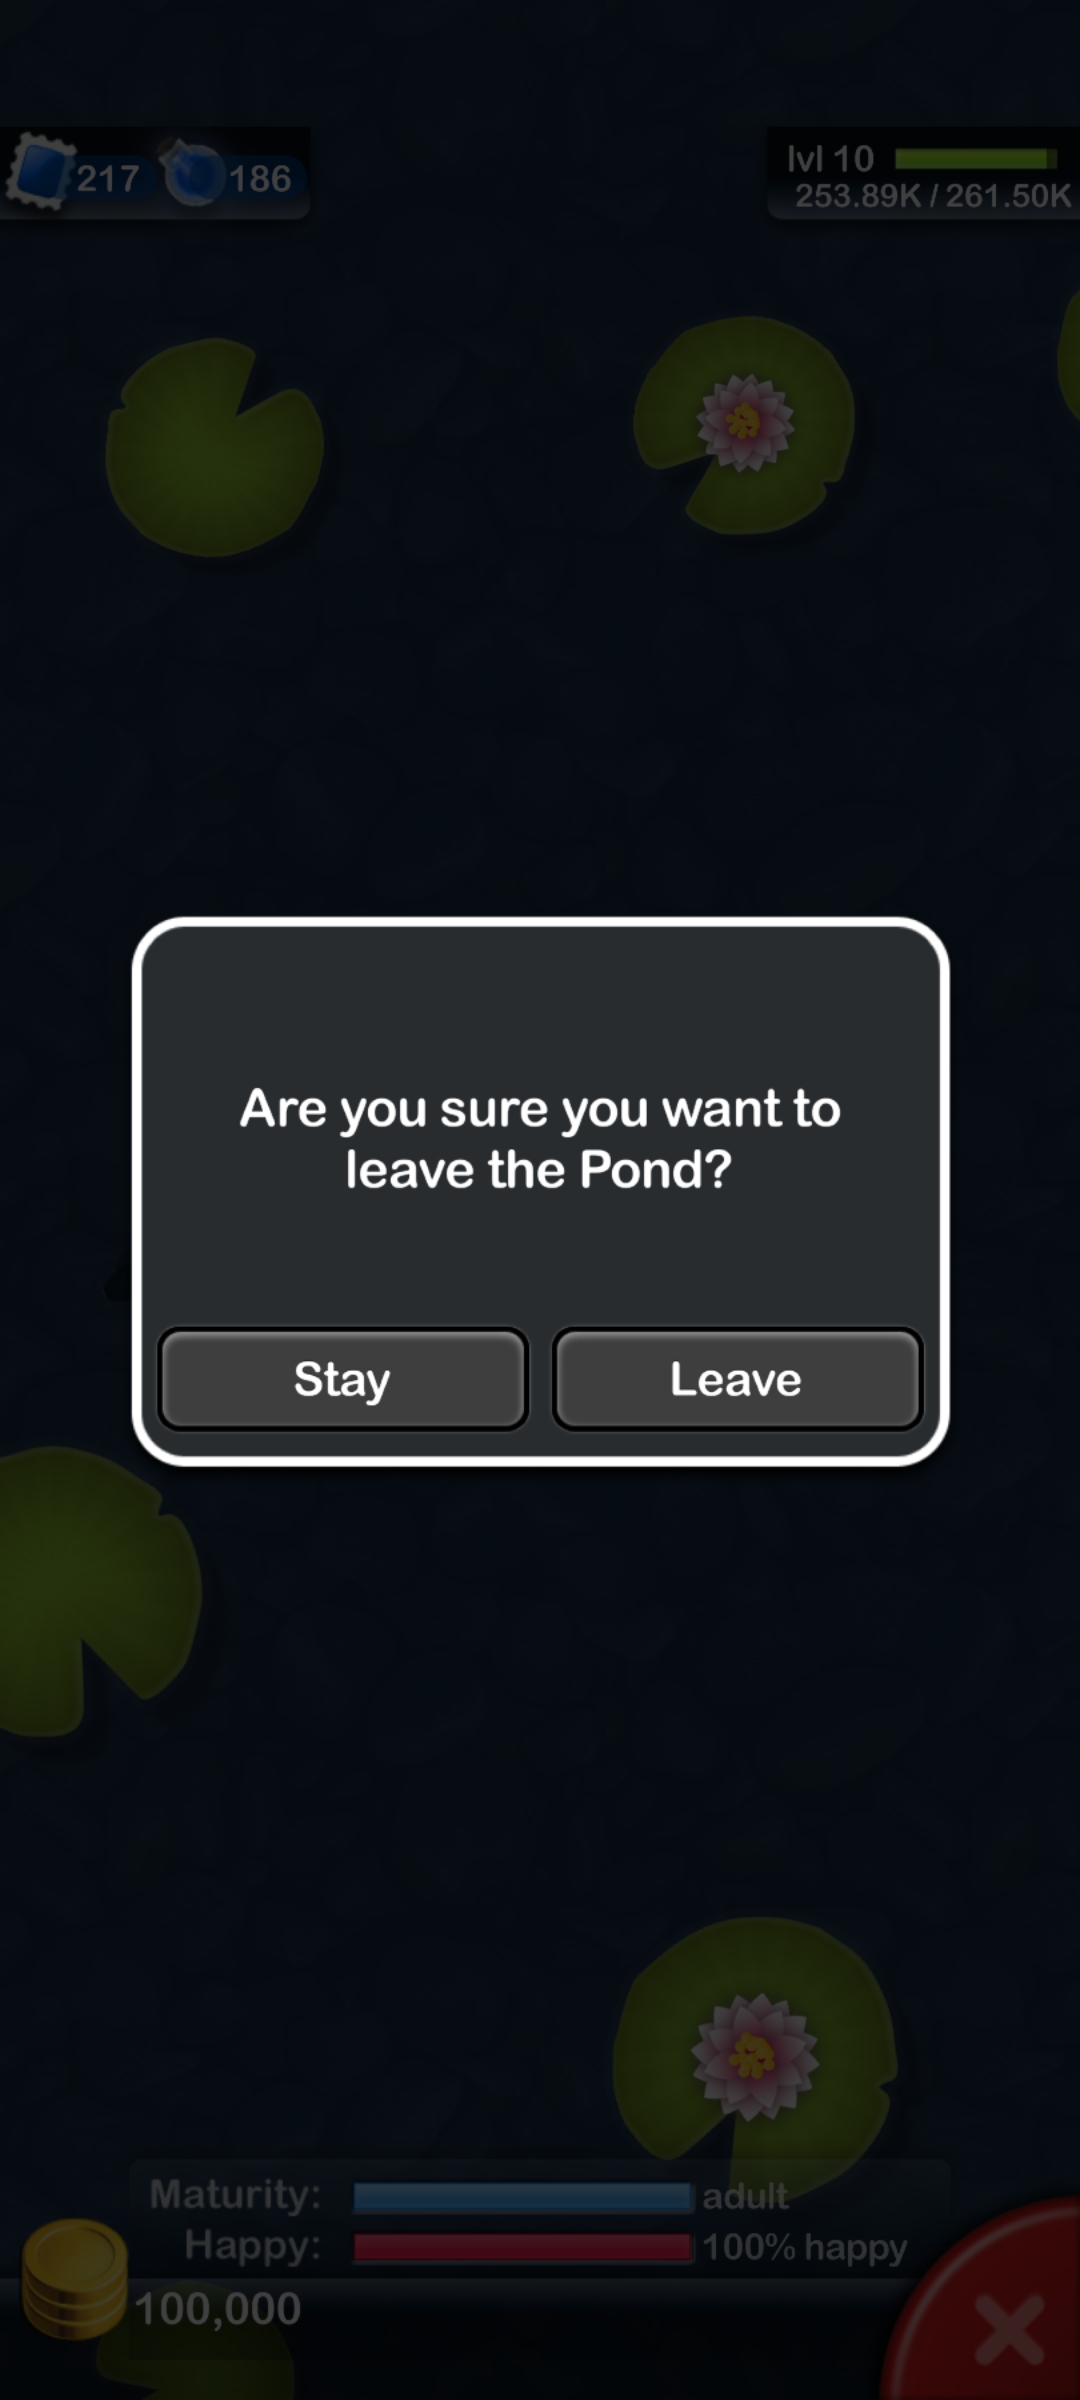 217 186
lvl 10
253.89K / 261.50K
Are you sure you want to
leave the Pond?
Stay Leave
Maturity: adult
Happy: 100% happy
100,000